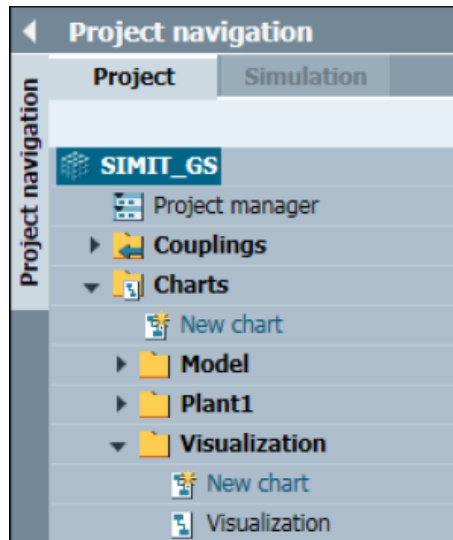 Project navigation
Project navigation
Project Simulation
SIMIT_GS
Project manager
Couplings
Charts
New chart
Model
Plant1
Visualization
New chart
Visualization